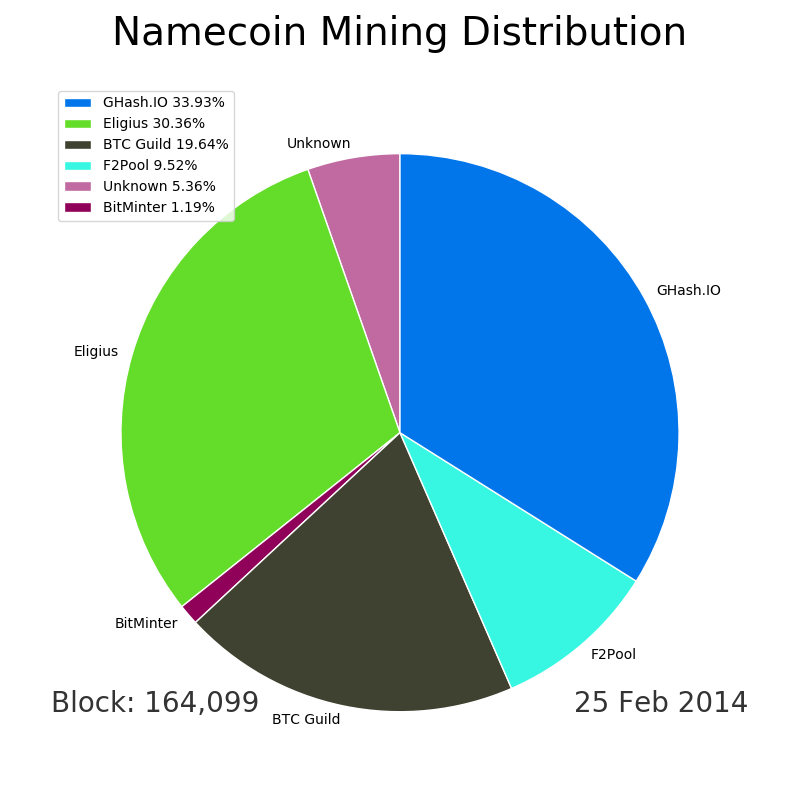 Namecoin Mining Distribution
GHash.IO 33.93%
Eligius 30.36%
BTC Guild 19.64%
F2Pool 9.52%
Unknown 5.36%
BitMinter 1.19%
Unknown
GHash.IO
Eligius
BitMinter
F2Pool
Block: 164,099
25 Feb 2014
BTC Guild